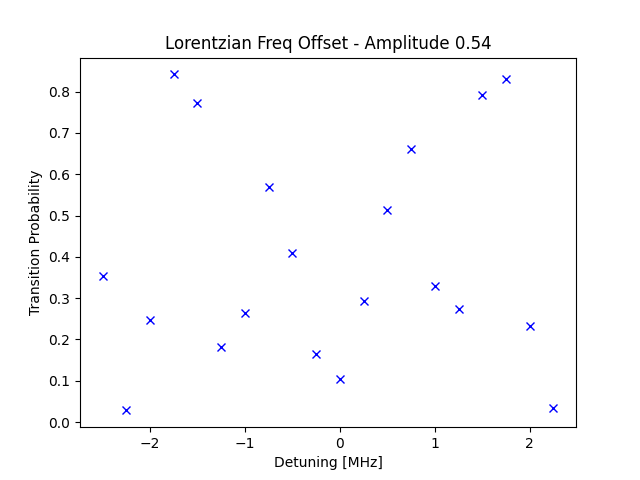 Lorentzian Freq Offset - Amplitude 0.54
Transition Probability
0.8
0.7
0.6
0.5
0.4
0.3
0.2
0.1
0.0
−2 −1 0 1 2
Detuning [MHz]